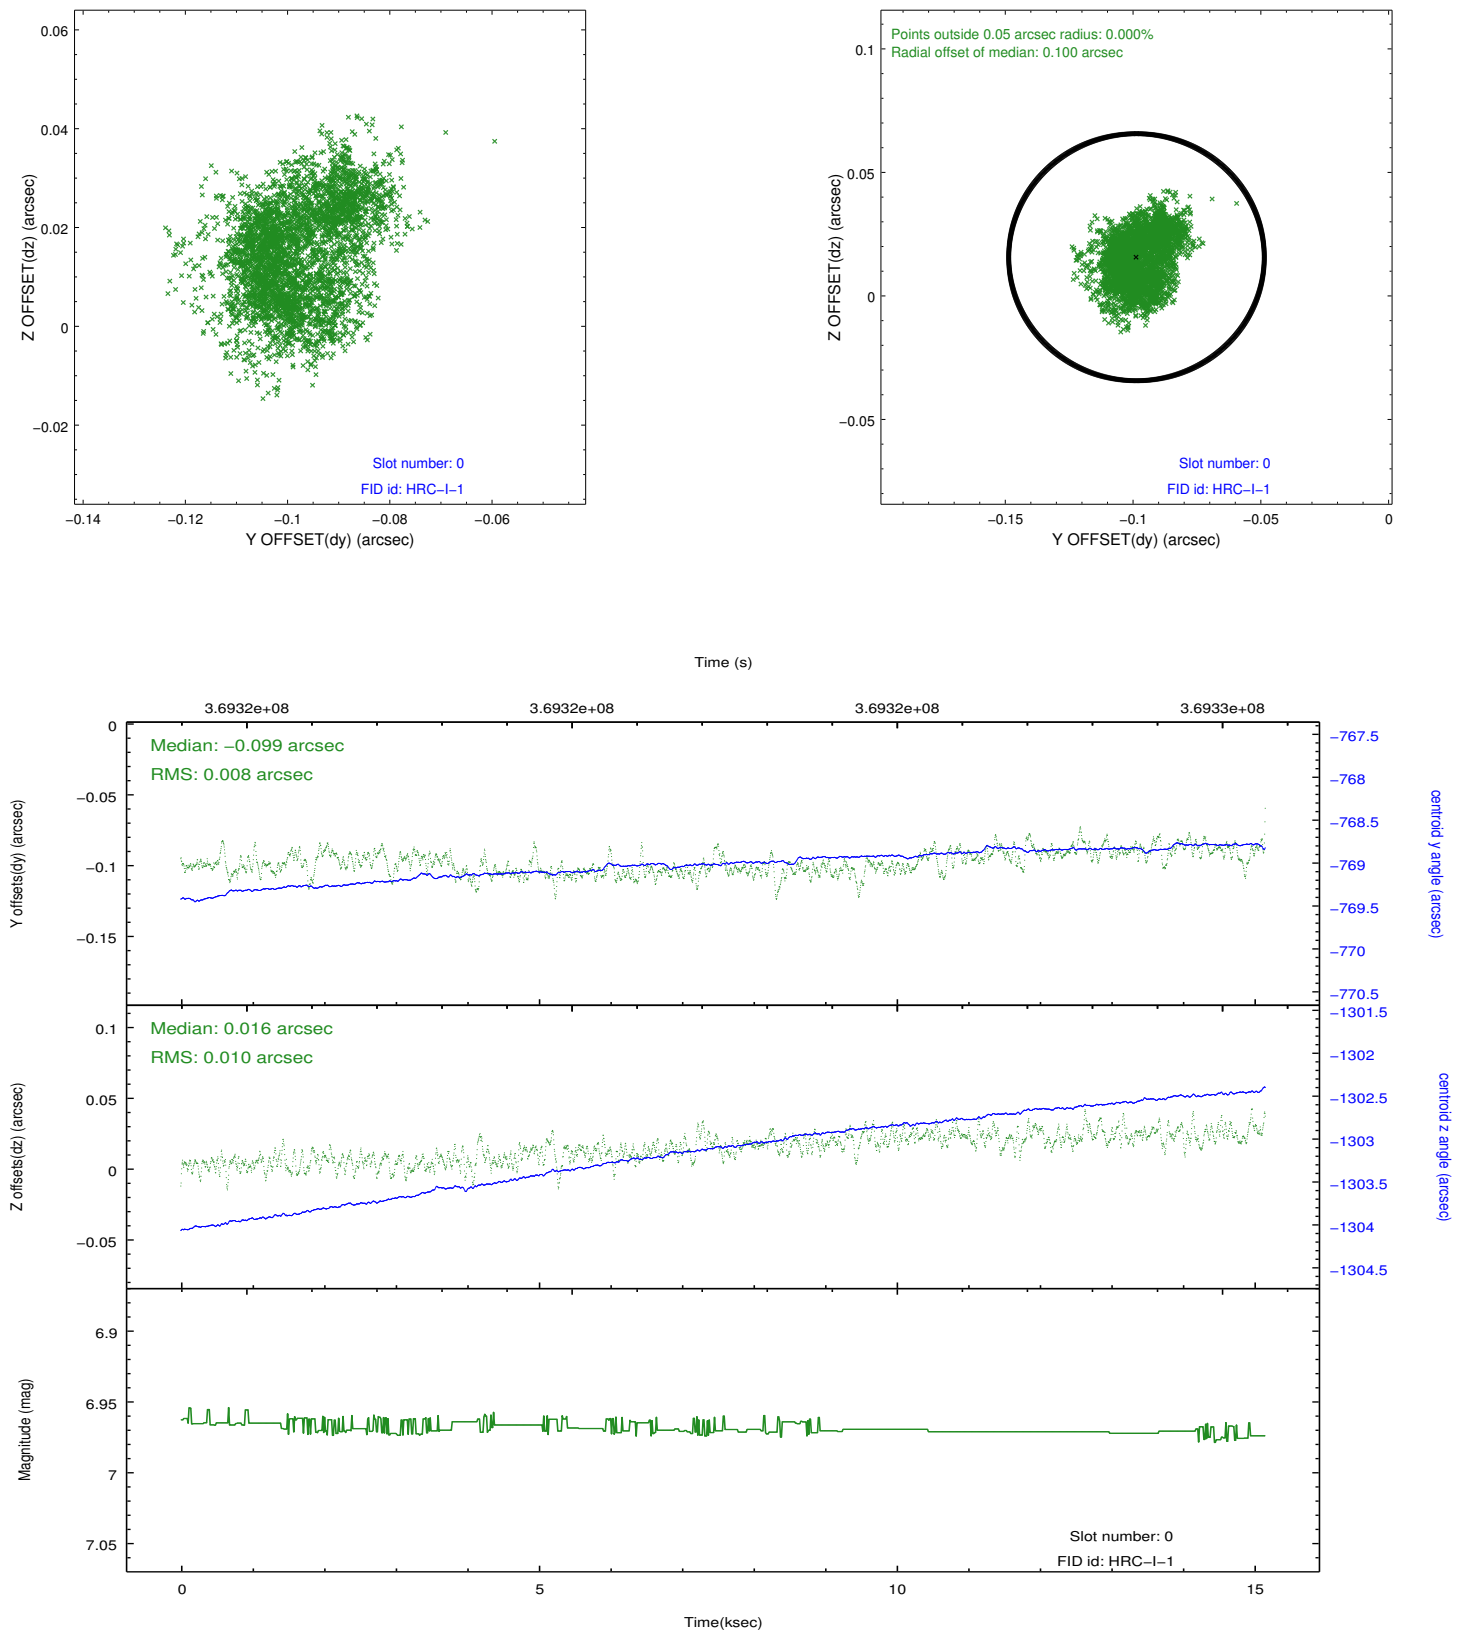 0.06
0.04
0.02
0
−0.02
Z OFFSET(dz) (arcsec)
Slot number: 0
FID id: HRC−I−1
−0.14 −0.12 −0.1 −0.08 −0.06
Y OFFSET(dy) (arcsec)
Points outside 0.05 arcsec radius: 0.000%
Radial offset of median: 0.100 arcsec
0.1
0.05
0
−0.05
Z OFFSET(dz) (arcsec)
Slot number: 0
FID id: HRC−I−1
−0.15 −0.1 −0.05 0
Y OFFSET(dy) (arcsec)
Time (s)
3.6932e+08 3.6932e+08 3.6932e+08 3.6933e+08
Median: −0.099 arcsec
RMS: 0.008 arcsec
0
−0.05
−0.1
−0.15
Y offsets(dy) (arcsec)
−767.5
−768
−768.5
−769
−769.5
−770
−770.5
centroid y angle (arcsec)
Median: 0.016 arcsec
RMS: 0.010 arcsec
0.1
0.05
0
−0.05
Z offsets(dz) (arcsec)
−1301.5
−1302
−1302.5
−1303
−1303.5
−1304
−1304.5
centroid z angle (arcsec)
6.9
6.95
7
7.05
Magnitude (mag)
Slot number: 0
FID id: HRC−I−1
0 5 10 15
Time(ksec)